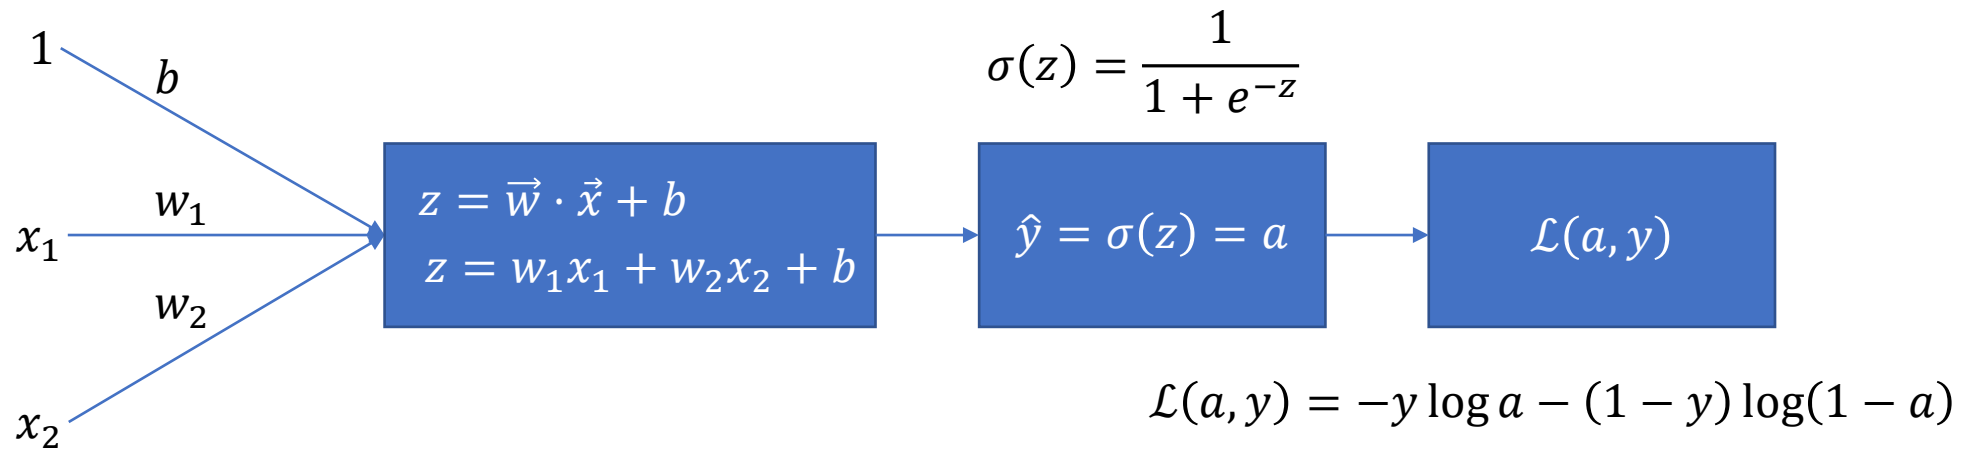 1
b
σ(z) = 1 / (1 + e^{−z})
w₁
x₁
w₂
x₂
z = w⃗ · x⃗ + b
z = w₁x₁ + w₂x₂ + b
ŷ = σ(z) = a
ℒ(a, y)
ℒ(a, y) = −y log a − (1 − y) log(1 − a)